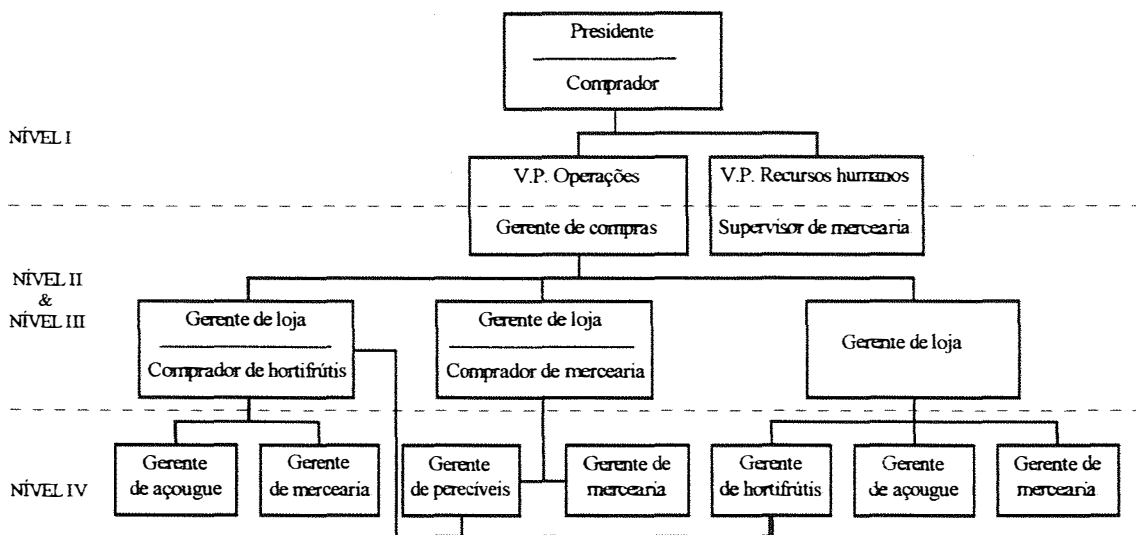 Presidente
Comprador
NÍVEL I
V.P. Operações
Gerente de compras
V.P. Recursos humanos
Supervisor de mercearia
NÍVEL II
&
NÍVEL III
Gerente de loja
Comprador de hortifrútis
Gerente de loja
Comprador de mercearia
Gerente de loja
NÍVEL IV
Gerente
de açougue
Gerente
de mercearia
Gerente
de perecíveis
Gerente de
mercearia
Gerente
de hortifrútis
Gerente
de açougue
Gerente de
mercearia